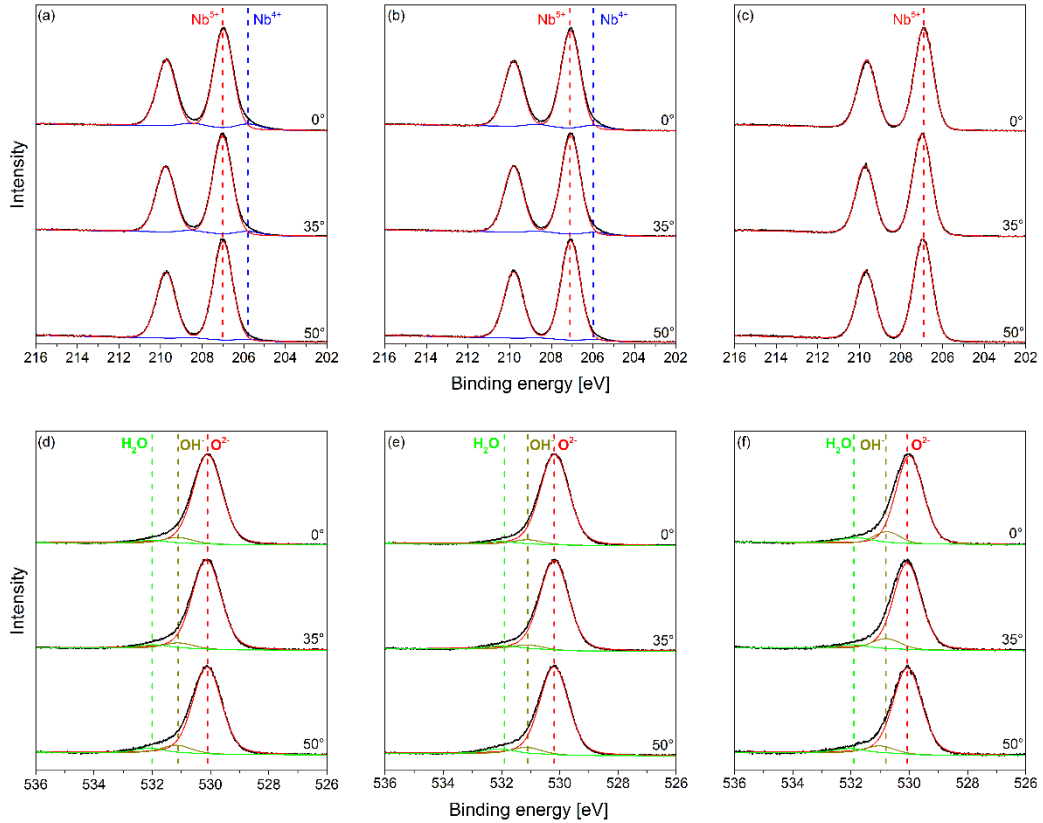 (a) Nb⁵⁺ Nb⁴⁺ (b) Nb⁵⁺ Nb⁴⁺ (c) Nb⁵⁺
0° 0° 0°
35° 35° 35°
50° 50° 50°
Intensity
216 214 212 210 208 206 204 202 216 214 212 210 208 206 204 202 216 214 212 210 208 206 204 202
Binding energy [eV]
(d) H₂O OH⁻ O²⁻ (e) H₂O OH⁻ O²⁻ (f) H₂O OH⁻ O²⁻
0° 0° 0°
35° 35° 35°
50° 50° 50°
Intensity
536 534 532 530 528 526 536 534 532 530 528 526 536 534 532 530 528 526
Binding energy [eV]